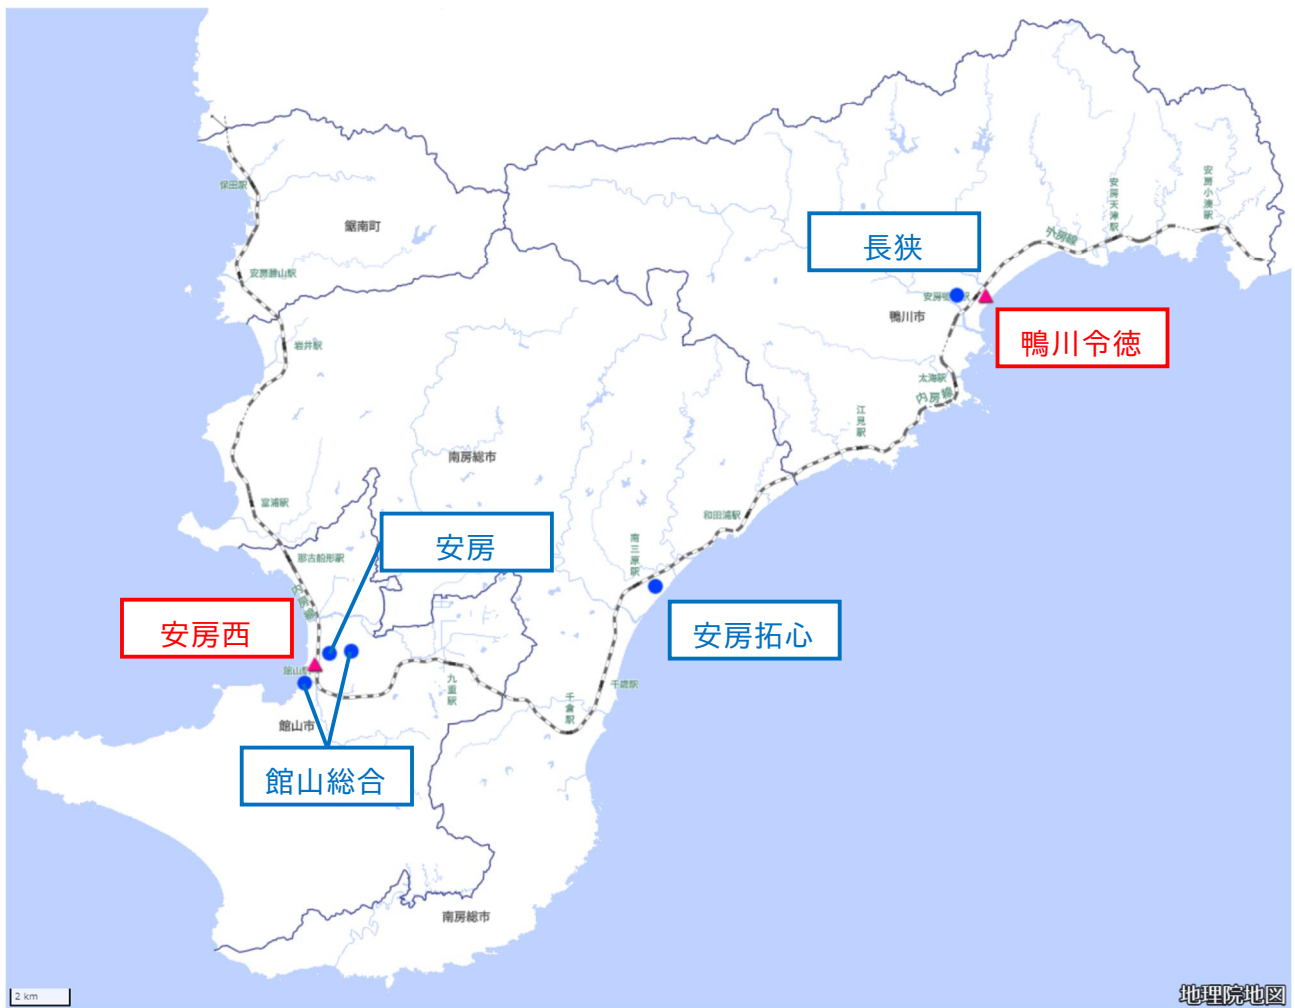 保田駅
安房小湊駅
安房天津駅
鋸南町
長狭
外房線
安房勝山駅
鴨川市
鴨川令徳
岩井駅
太海駅
内房線
江見駅
南房総市
富浦駅
和田浦駅
安房
南三原駅
那古船形駅
内房線
安房西
安房拓心
館山駅
九重駅
千歳駅
千倉駅
館山市
館山総合
南房総市
2 km
地理院地図